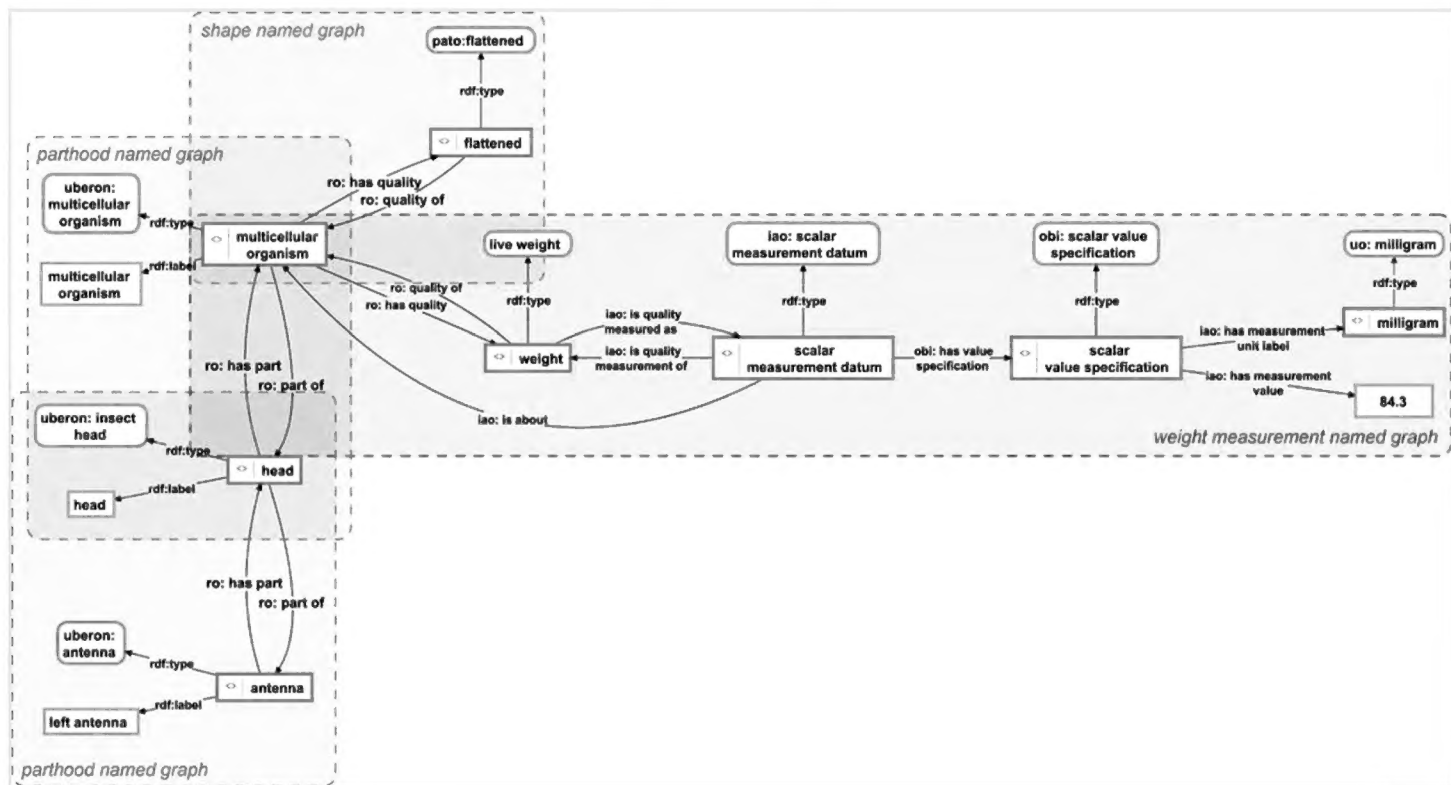 shape named graph
pato:flattened
rdf:type
<> flattened
parthood named graph
ro: has quality
ro: quality of
uberon:
multicellular
organism
rdf:type
<> multicellular
organism
rdf:label
multicellular
organism
live weight
iao: scalar
measurement datum
obi: scalar value
specification
uo: milligram
ro: quality of
ro: has quality
rdf:type
rdf:type
rdf:type
rdf:type
iao: is quality
measured as
<> weight
iao: is quality
measurement of
<> scalar
measurement datum
obi: has value
specification
<> scalar
value specification
iao: has measurement
unit label
<> milligram
iao: has measurement
value
84.3
ro: has part
ro: part of
iao: is about
weight measurement named graph
uberon: insect
head
rdf:type
<> head
rdf:label
head
ro: has part
ro: part of
uberon:
antenna
rdf:type
<> antenna
rdf:label
left antenna
parthood named graph